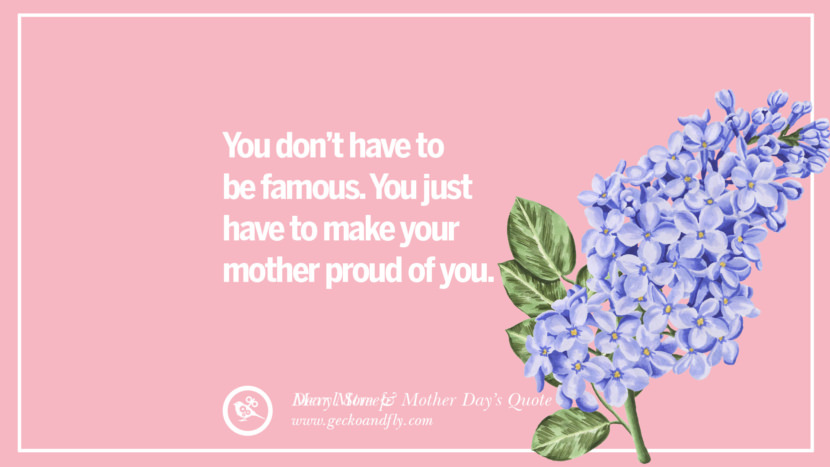 You don't have to
be famous. You just
have to make your
mother proud of you.
& Mother Day's Quote
www.geckoandfly.com